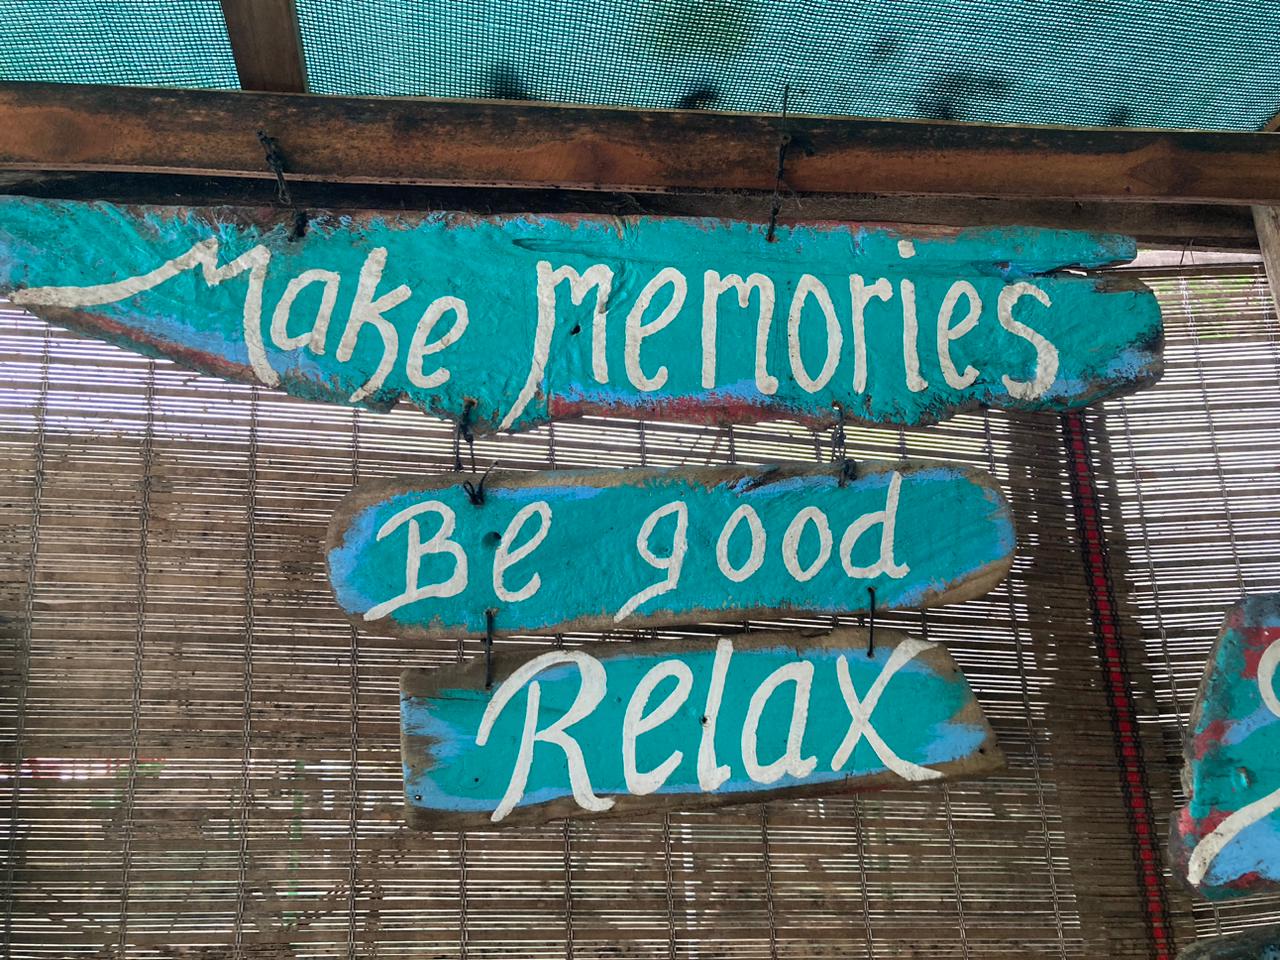 Make memories
Be good
Relax